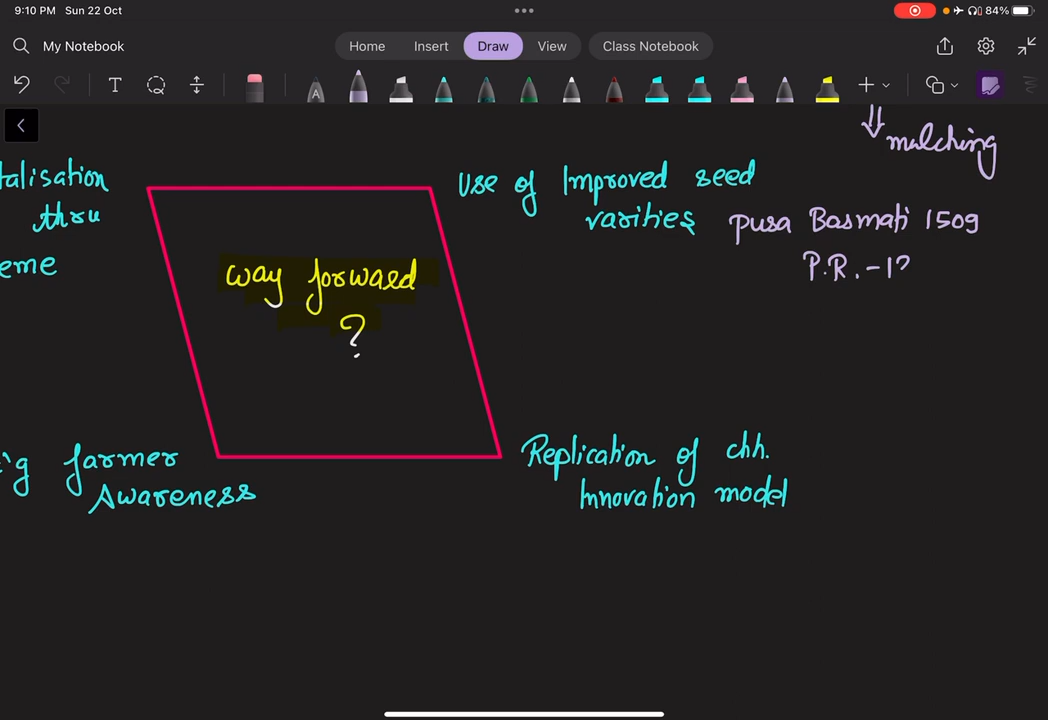 9:10 PM Sun 22 Oct
84%
My Notebook
Home Insert Draw View Class Notebook
T
A
mulching
talisation
thru
eme
Use of Improved seed
varities
Pusa Basmati 1509
P.R. -1?
way forward
?
g farmer
Awareness
Replication of chh.
Innovation model